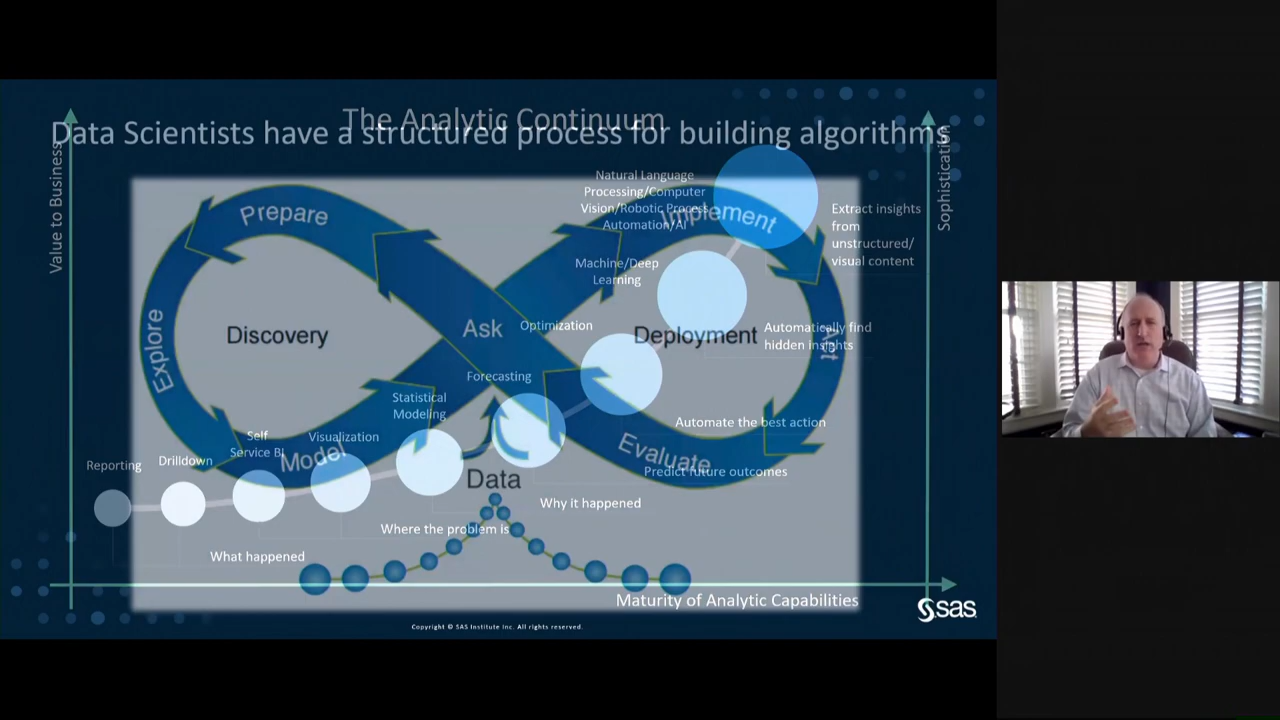 The Analytic Continuum
Data Scientists have a structured process for building algorithms
Value to Business
Sophistication
Natural Language
Processing/Computer
Vision/Robotic Process
Automation/AI
Extract insights
from
unstructured/
visual content
Prepare
Implement
Machine/Deep
Learning
Explore
Discovery
Ask
Optimization
Deployment
Automatically find
hidden insights
Act
Forecasting
Statistical
Modeling
Automate the best action
Self
Service BI
Visualization
Reporting
Drilldown
Model
Evaluate
Predict future outcomes
Data
Why it happened
Where the problem is
What happened
Maturity of Analytic Capabilities
sas
Copyright © SAS Institute Inc. All rights reserved.